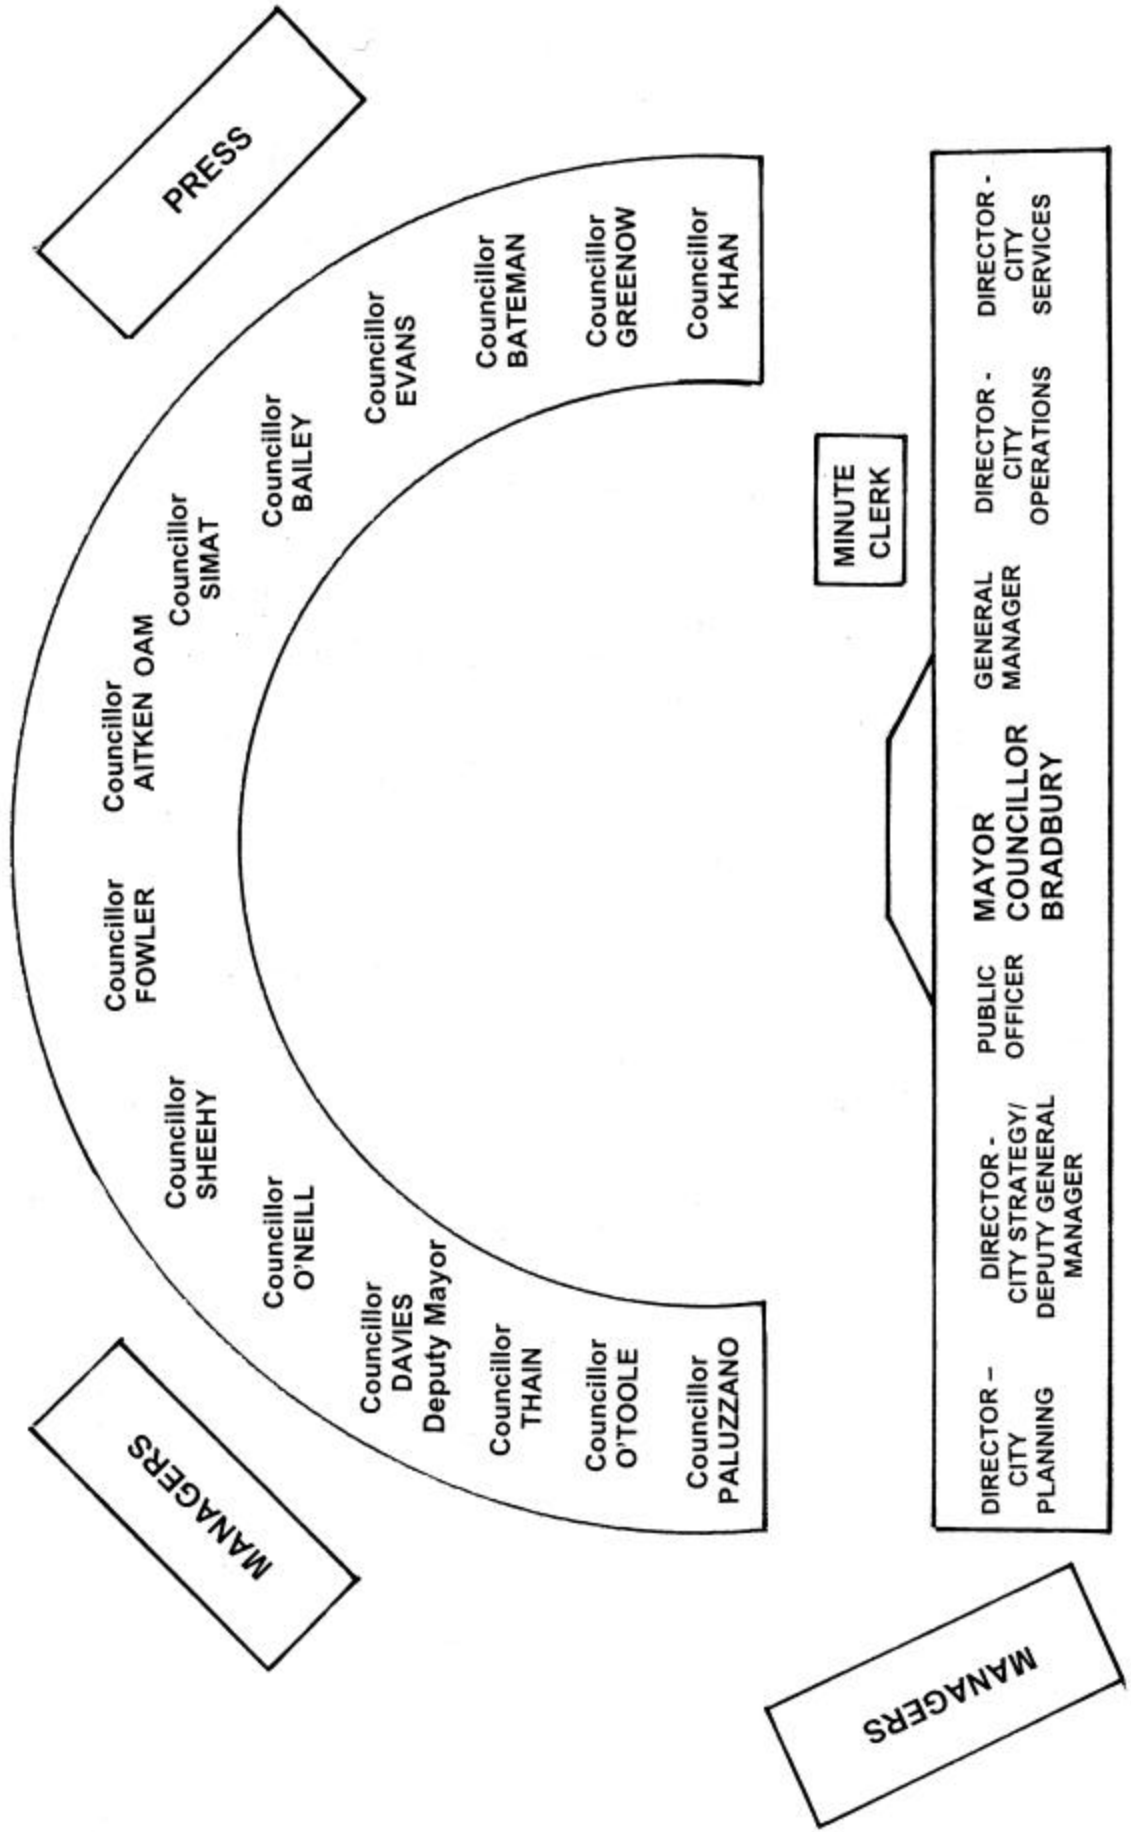 PRESS
Councillor
KHAN
Councillor
GREENOW
Councillor
BATEMAN
Councillor
EVANS
Councillor
BAILEY
Councillor
SIMAT
Councillor
AITKEN OAM
Councillor
FOWLER
Councillor
SHEEHY
Councillor
O'NEILL
Councillor
DAVIES
Deputy Mayor
Councillor
THAIN
Councillor
O'TOOLE
Councillor
PALUZZANO
MINUTE
CLERK
DIRECTOR -
CITY
SERVICES
DIRECTOR -
CITY
OPERATIONS
GENERAL
MANAGER
MAYOR
COUNCILLOR
BRADBURY
PUBLIC
OFFICER
DIRECTOR -
CITY STRATEGY/
DEPUTY GENERAL
MANAGER
DIRECTOR –
CITY
PLANNING
MANAGERS
MANAGERS